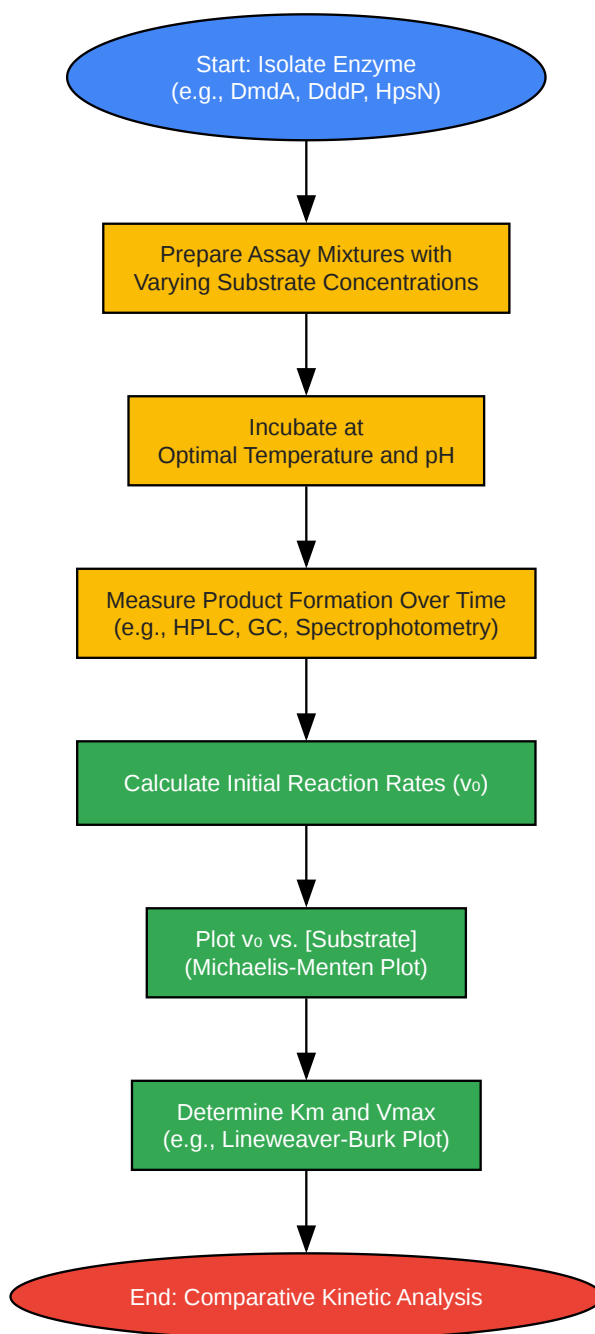 Start: Isolate Enzyme
(e.g., DmdA, DddP, HpsN)
Prepare Assay Mixtures with
Varying Substrate Concentrations
Incubate at
Optimal Temperature and pH
Measure Product Formation Over Time
(e.g., HPLC, GC, Spectrophotometry)
Calculate Initial Reaction Rates (v₀)
Plot v₀ vs. [Substrate]
(Michaelis-Menten Plot)
Determine Km and Vmax
(e.g., Lineweaver-Burk Plot)
End: Comparative Kinetic Analysis